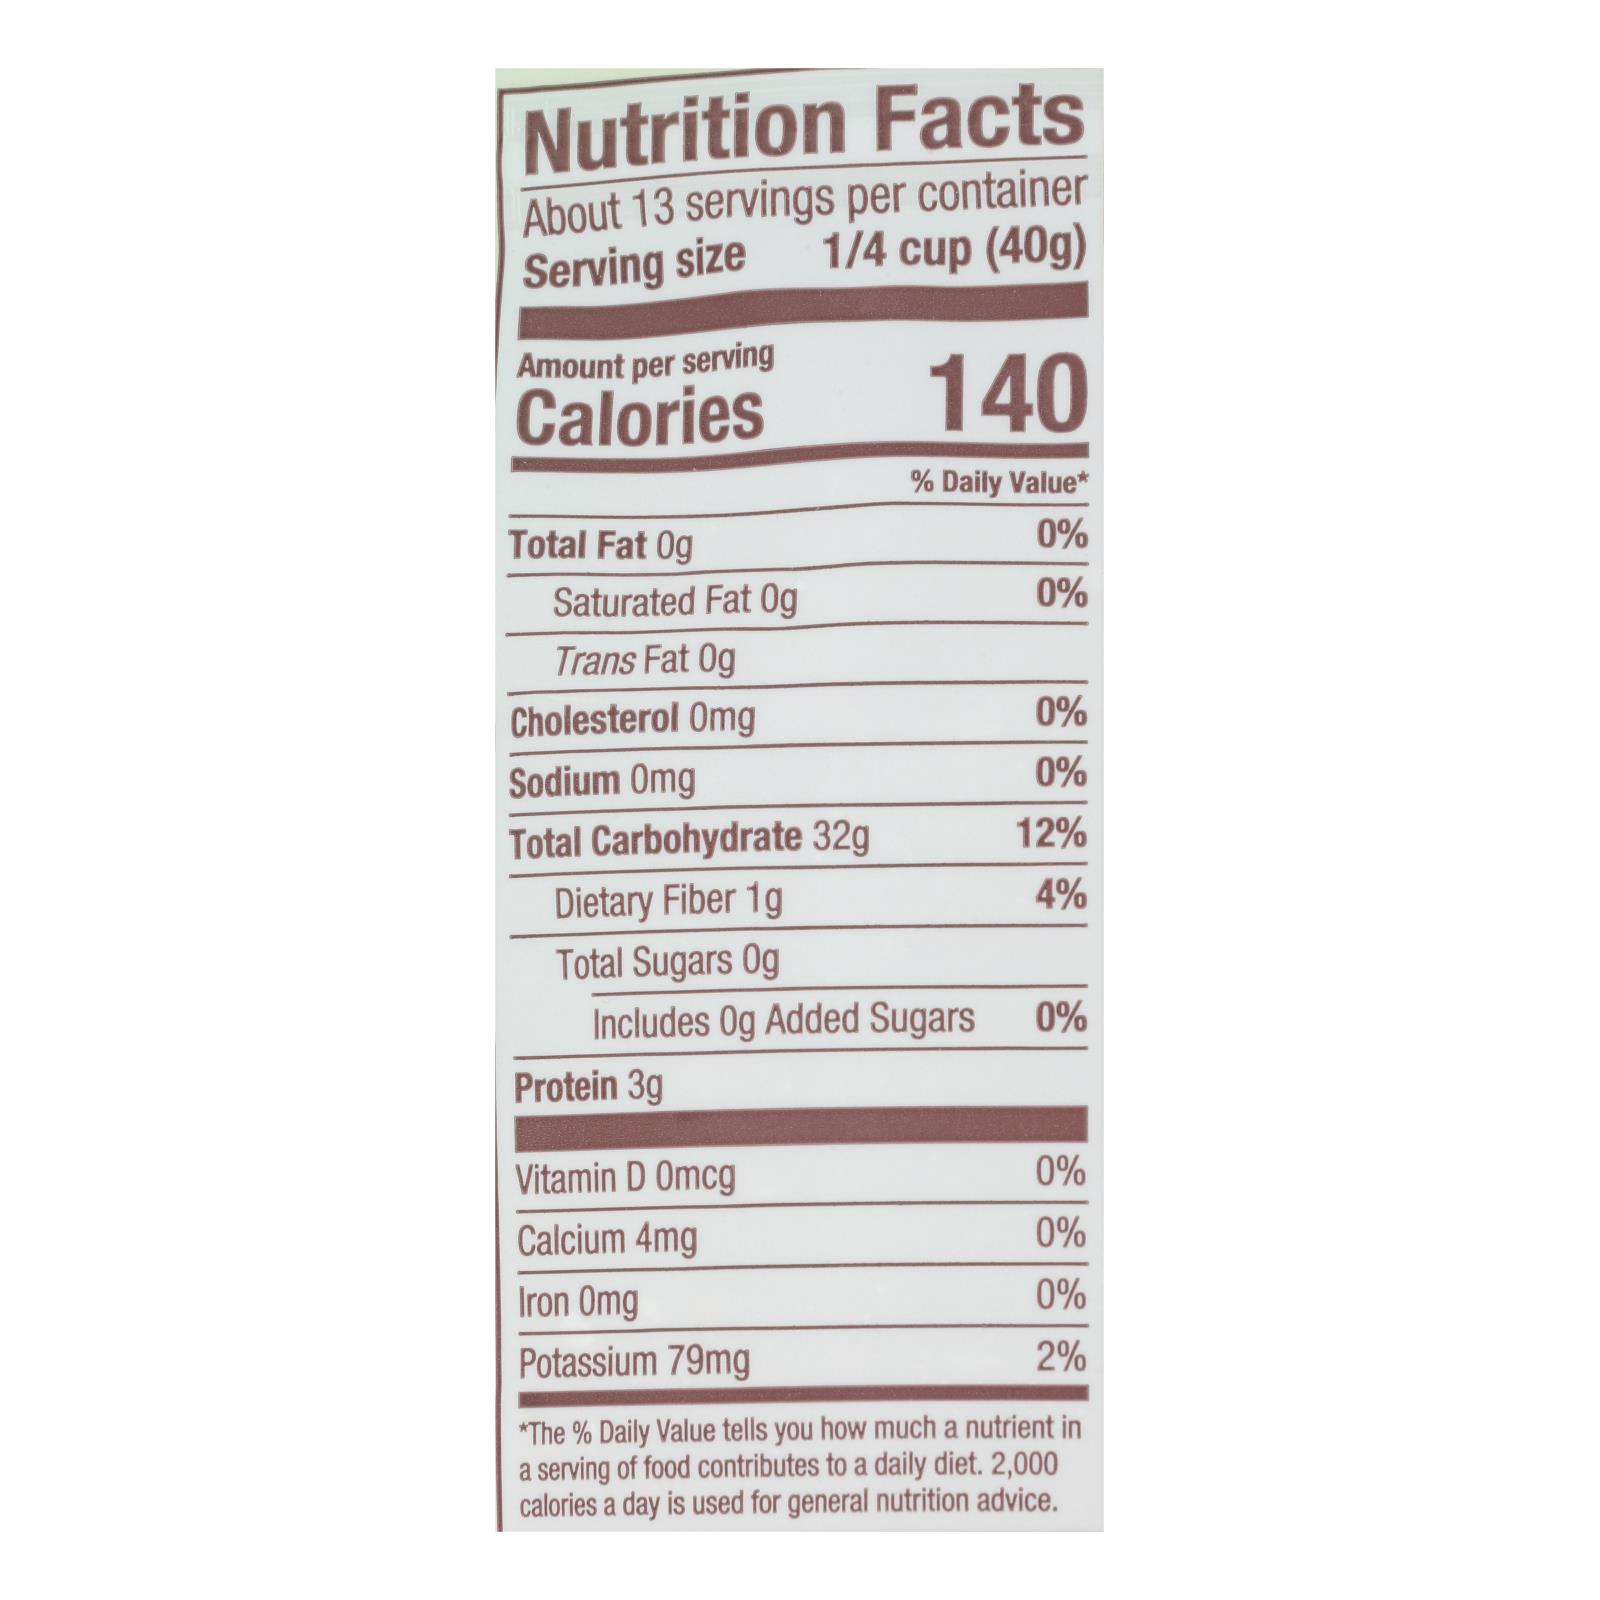 Nutrition Facts
About 13 servings per container
Serving size 1/4 cup (40g)
Amount per serving
Calories 140
% Daily Value*
Total Fat 0g 0%
Saturated Fat 0g 0%
Trans Fat 0g
Cholesterol 0mg 0%
Sodium 0mg 0%
Total Carbohydrate 32g 12%
Dietary Fiber 1g 4%
Total Sugars 0g
Includes 0g Added Sugars 0%
Protein 3g
Vitamin D 0mcg 0%
Calcium 4mg 0%
Iron 0mg 0%
Potassium 79mg 2%
*The % Daily Value tells you how much a nutrient in
a serving of food contributes to a daily diet. 2,000
calories a day is used for general nutrition advice.